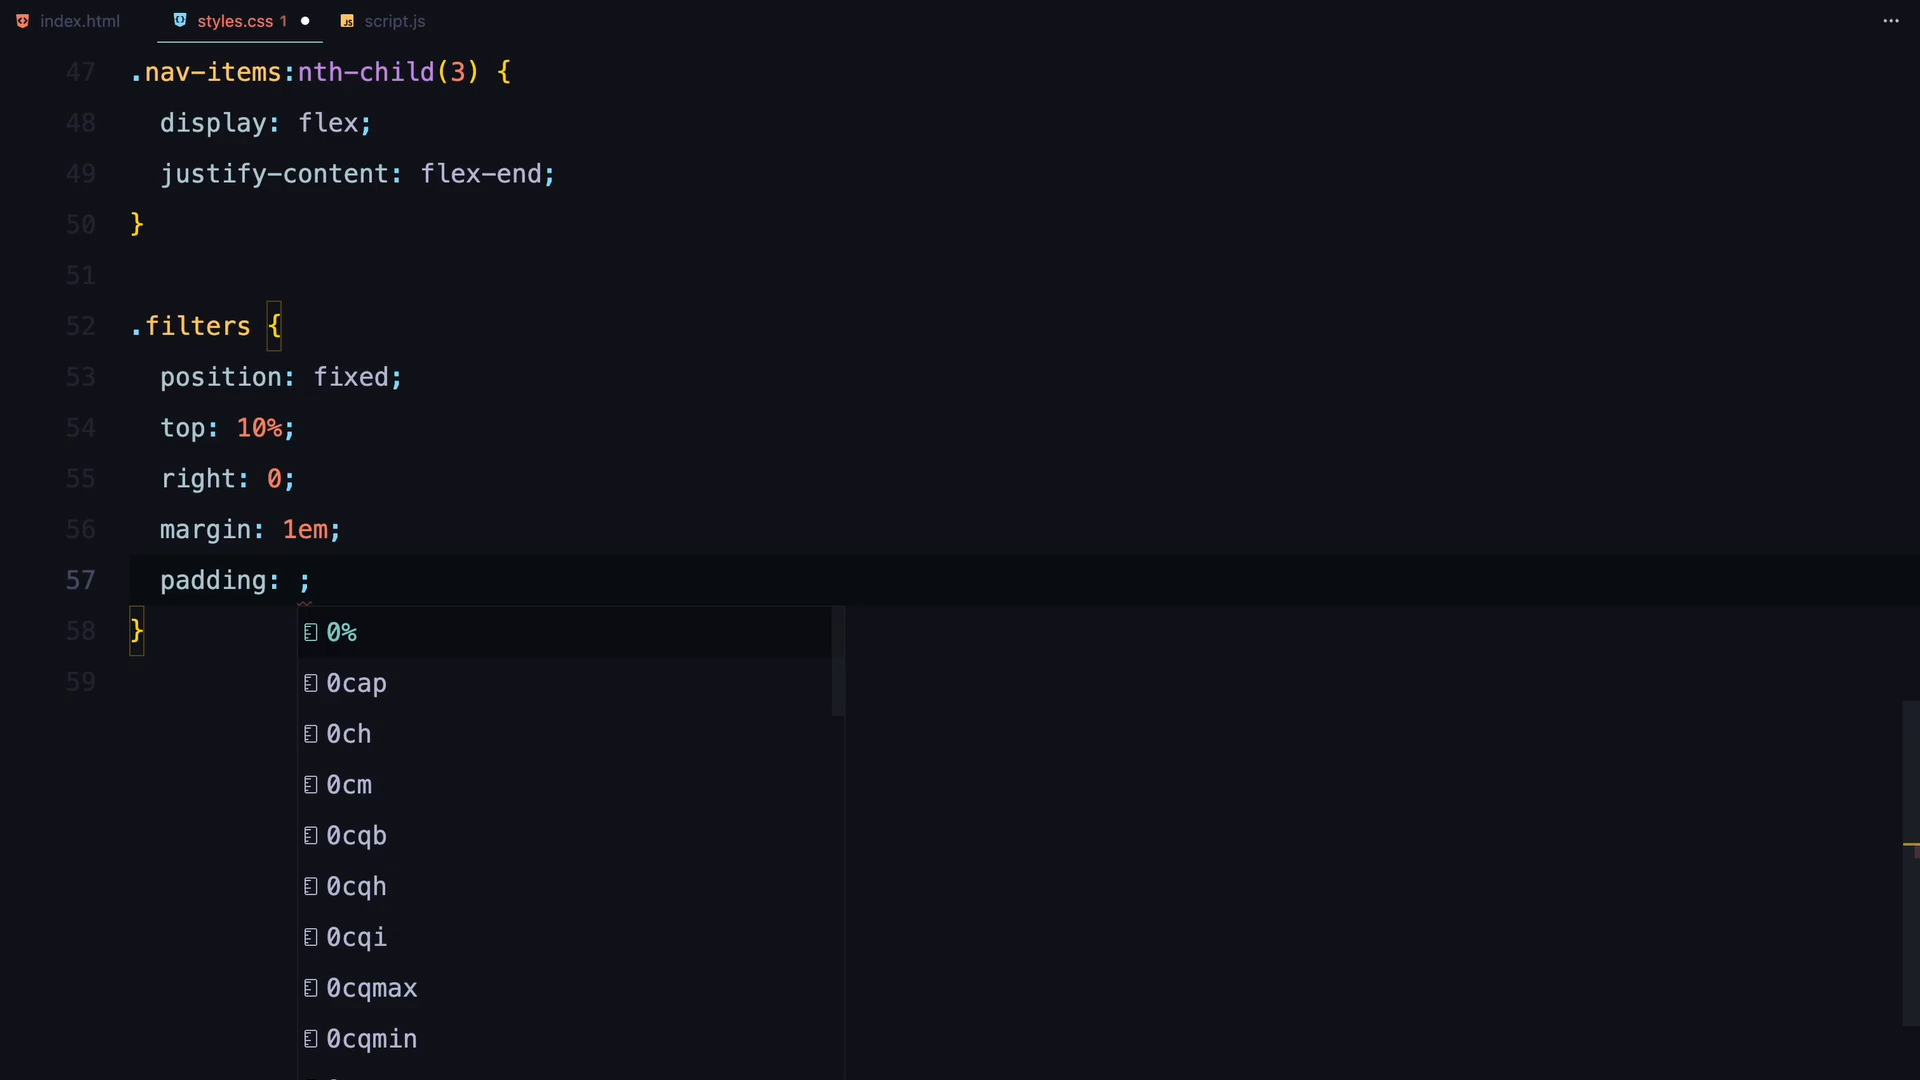 index.html styles.css 1 script.js
47 .nav-items:nth-child(3) {
48 display: flex;
49 justify-content: flex-end;
50 }
51
52 .filters {
53 position: fixed;
54 top: 10%;
55 right: 0;
56 margin: 1em;
57 padding: ;
58 }
59
0%
0cap
0ch
0cm
0cqb
0cqh
0cqi
0cqmax
0cqmin